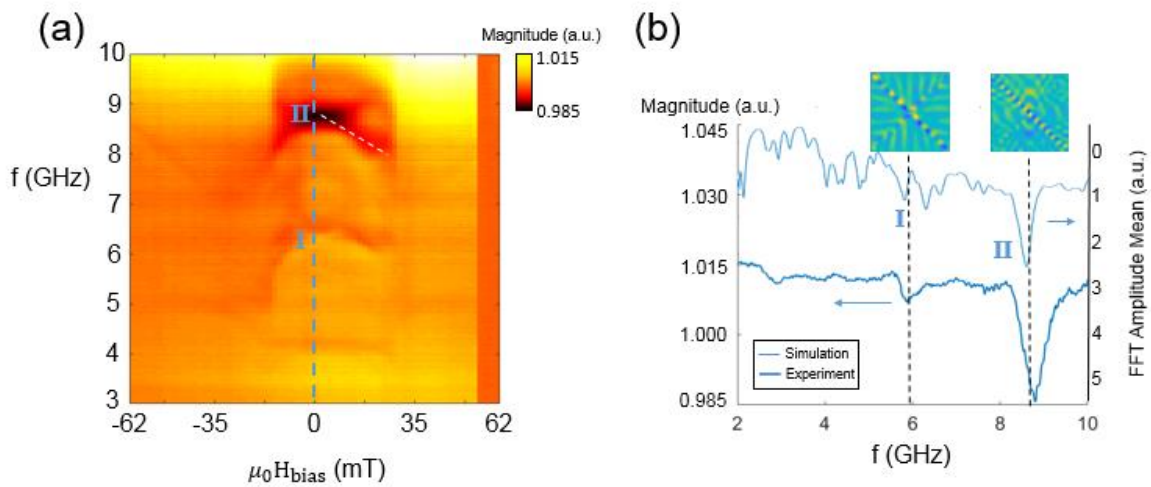 (a)
Magnitude (a.u.)
1.015
0.985
10
9
8
7
6
5
4
3
f (GHz)
II
I
-62
-35
0
35
62
μ₀H_bias (mT)
(b)
Magnitude (a.u.)
1.045
1.030
1.015
1.000
0.985
I
II
0
1
2
3
4
5
FFT Amplitude Mean (a.u.)
Simulation
Experiment
2
4
6
8
10
f (GHz)